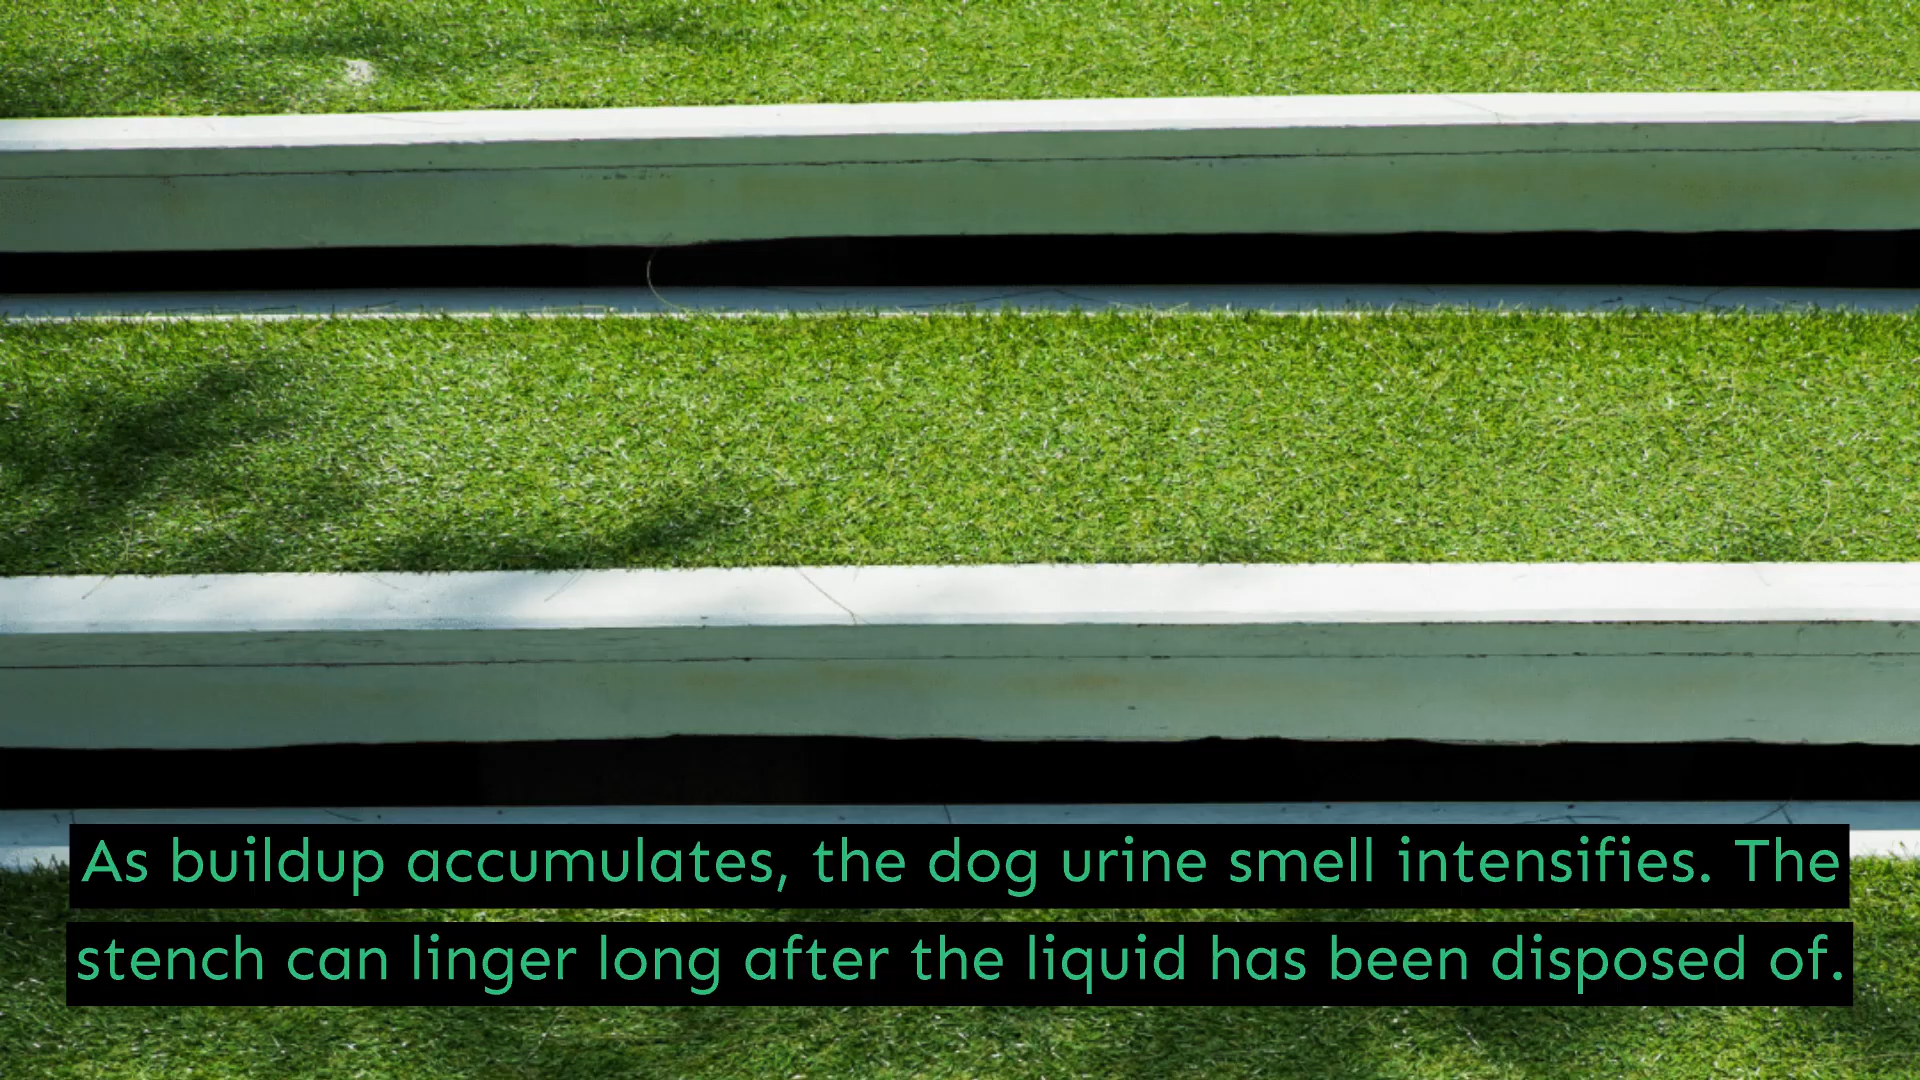 As buildup accumulates, the dog urine smell intensifies. The
stench can linger long after the liquid has been disposed of.